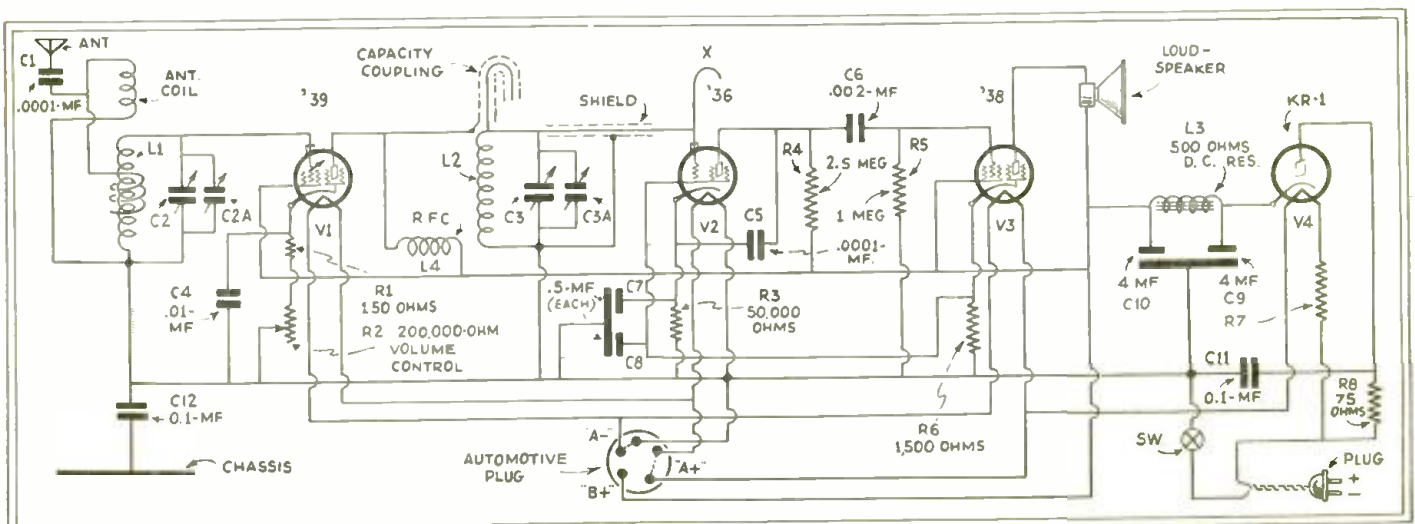 ANT
C1
.0001-MF
ANT. COIL
L1
C2
C2A
'39
V1
CAPACITY COUPLING
RFC
L4
L2
SHIELD
C3
C3A
X
'36
V2
C5
.0001-MF.
R4
2.5 MEG
C6
.002-MF
R5
1 MEG
'38
V3
LOUD-SPEAKER
L3
500 OHMS
D.C. RES.
KR-1
V4
4 MF
C10
4 MF
C9
R7
C4
.01-MF
R1
150 OHMS
R2 200,000-OHM
VOLUME
CONTROL
.5-MF
(EACH)
C7
C8
R3
50,000
OHMS
C11
0.1-MF
R8
75
OHMS
C12
0.1-MF
CHASSIS
AUTOMOTIVE
PLUG
"A-"
"A+"
"B+"
R6
1,500 OHMS
SW.
PLUG
+
-